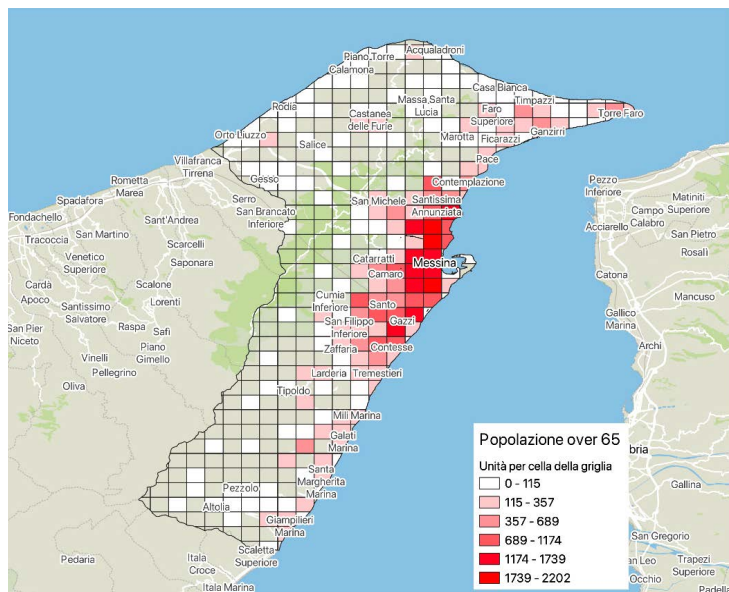 Acqualadroni
Piano Torre
Calamona
Casa Bianca
Massa Santa
Lucia
Timpazzi
Rodia
Castanea
delle Furie
Faro
Superiore
Torre Faro
Orto Liuzzo
Salice
Marotta
Ficarazzi
Ganzirri
Villafranca
Tirrena
Pace
Rometta
Marea
Gesso
Contemplazione
Pezzo
Inferiore
Spadafora
Serro
San Michele
Santissima
Annunziata
Matiniti
Superiore
Fondachello
San Brancato
Inferiore
Campo
Calabro
Sant'Andrea
Acciarello
Tracoccia
San Martino
San Pietro
Scarcelli
Rosalì
Venetico
Superiore
Saponara
Catarratti
Messina
Camaro
Catona
Cardà
Apoco
Scalone
Lorenti
Mancuso
Santissimo
Salvatore
Cumia
Inferiore
Santo
Gallico
Marina
San Pier
Niceto
Raspa
Safi
San Filippo
Inferiore
Gazzi
Piano
Gimello
Zaffaria
Contesse
Archi
Vinelli
Pellegrino
Oliva
Larderia
Tremestieri
Tipoldo
Mili Marina
Galati
Marina
Popolazione over 65
Unità per cella della griglia
0 - 115
115 - 357
357 - 689
689 - 1174
1174 - 1739
1739 - 2202
bria
Santa
Margherita
Marina
Gallina
Pezzolo
Altolia
Giampilieri
Marina
San Gregorio
Scaletta
Superiore
Pedaria
Itala
Croce
Itala Marina
an Leo
Occhio
Trapezi
Superiore
Padella